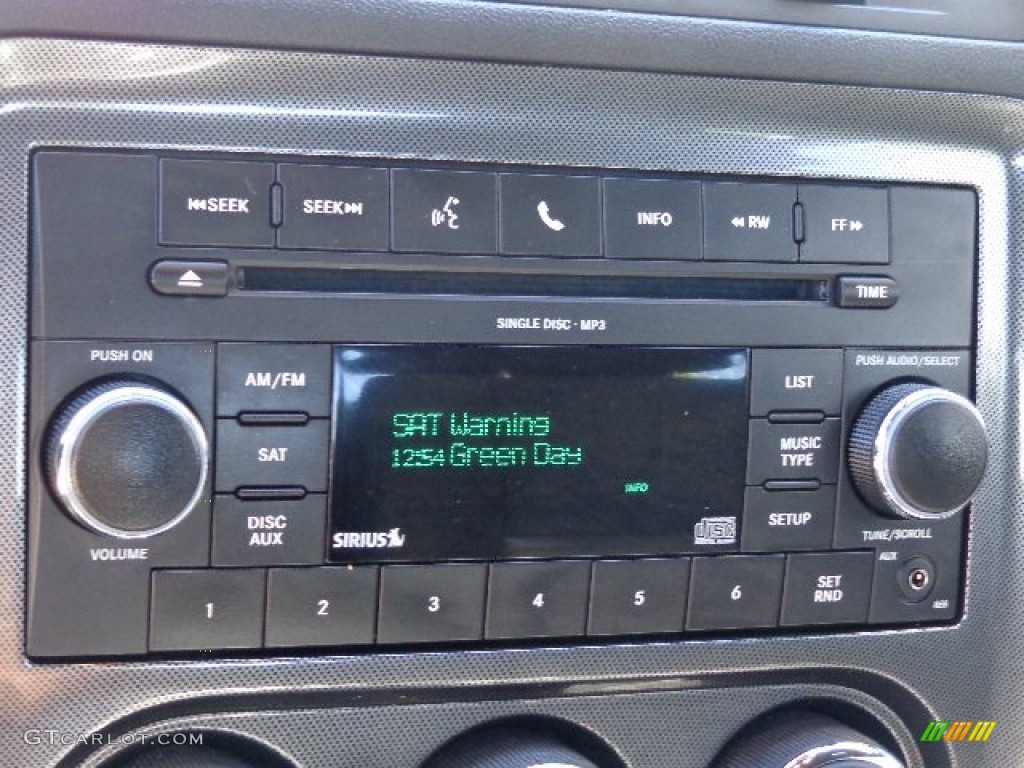 SEEK
SEEK
INFO
RW
FF
TIME
SINGLE DISC - MP3
PUSH ON
AM/FM
SAT
DISC
AUX
VOLUME
SAT Warning
12:54 Green Day
INFO
SIRIUS
disc
LIST
MUSIC
TYPE
SETUP
PUSH AUDIO/SELECT
TUNE/SCROLL
AUX
1
2
3
4
5
6
SET
RND
GTCarLot.com